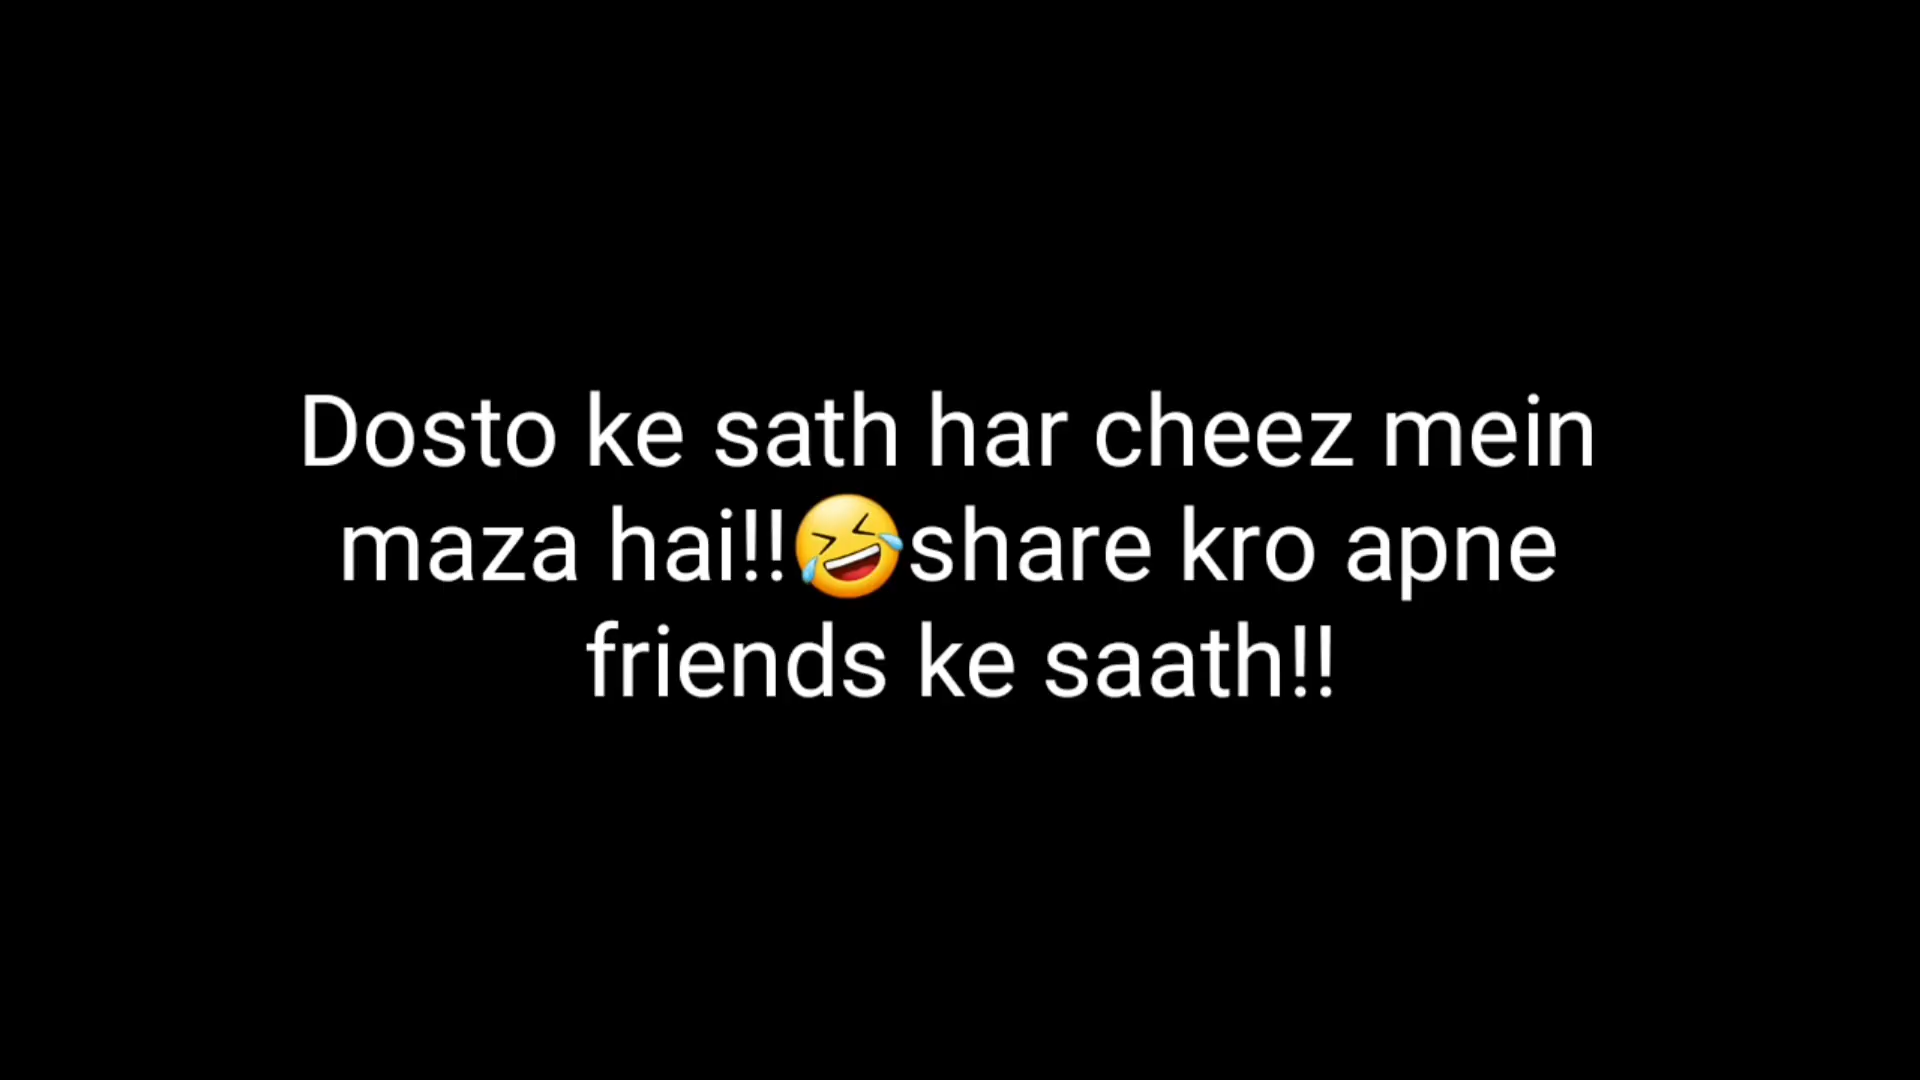 Dosto ke sath har cheez mein
maza hai!!🤣share kro apne
friends ke saath!!